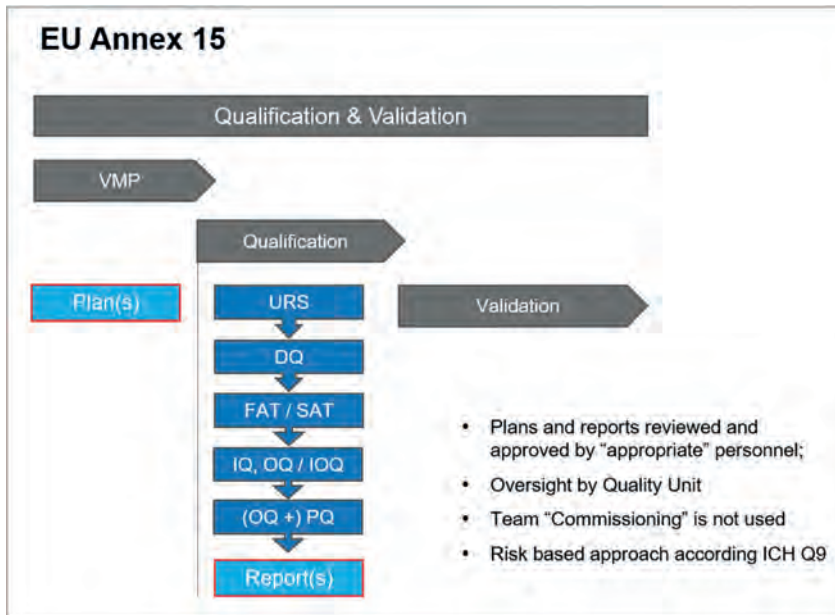 EU Annex 15
Qualification & Validation
VMP
Qualification
Plan(s)
URS
Validation
DQ
FAT / SAT
IQ, OQ / IOQ
(OQ +) PQ
Report(s)
• Plans and reports reviewed and
approved by “appropriate” personnel;
• Oversight by Quality Unit
• Team “Commissioning” is not used
• Risk based approach according ICH Q9